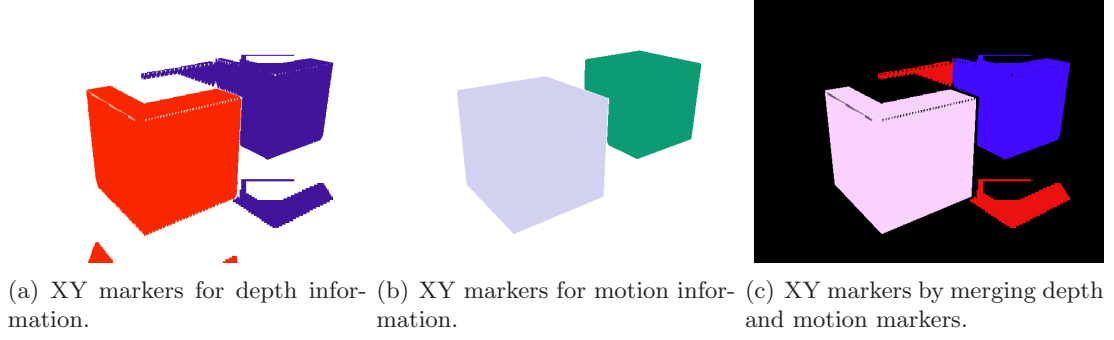 (a) XY markers for depth infor-
mation.
(b) XY markers for motion infor-
mation.
(c) XY markers by merging depth
and motion markers.